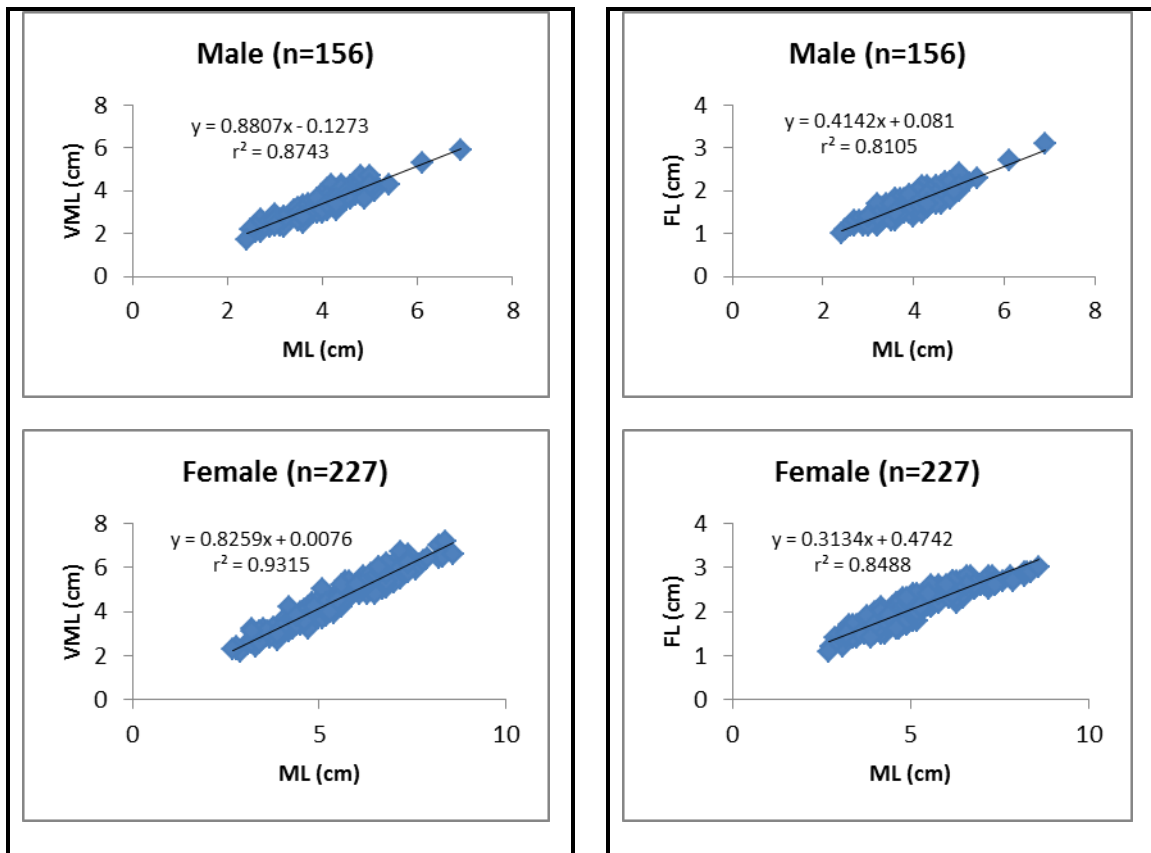 Male (n=156)
y = 0.8807x - 0.1273
r² = 0.8743
VML (cm)
8
6
4
2
0
0 2 4 6 8
ML (cm)
Male (n=156)
y = 0.4142x + 0.081
r² = 0.8105
FL (cm)
4
3
2
1
0
0 2 4 6 8
ML (cm)
Female (n=227)
y = 0.8259x + 0.0076
r² = 0.9315
VML (cm)
8
6
4
2
0
0 5 10
ML (cm)
Female (n=227)
y = 0.3134x + 0.4742
r² = 0.8488
FL (cm)
4
3
2
1
0
0 5 10
ML (cm)